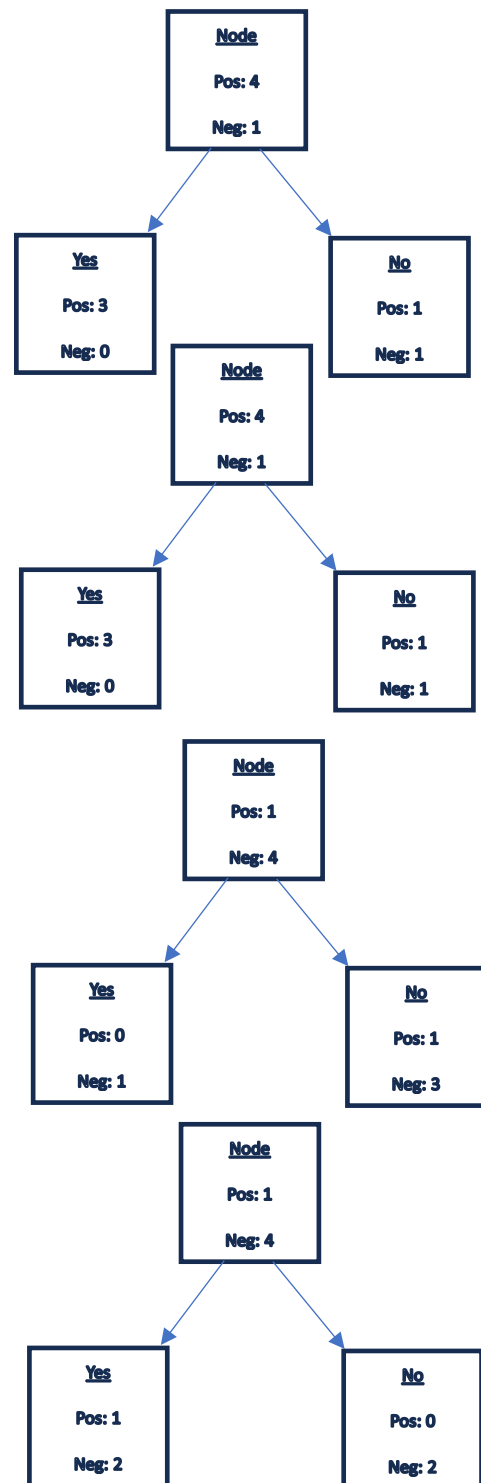 Node
Pos: 4
Neg: 1
Yes
Pos: 3
Neg: 0
No
Pos: 1
Neg: 1
Node
Pos: 4
Neg: 1
Yes
Pos: 3
Neg: 0
No
Pos: 1
Neg: 1
Node
Pos: 1
Neg: 4
Yes
Pos: 0
Neg: 1
No
Pos: 1
Neg: 3
Node
Pos: 1
Neg: 4
Yes
Pos: 1
Neg: 2
No
Pos: 0
Neg: 2